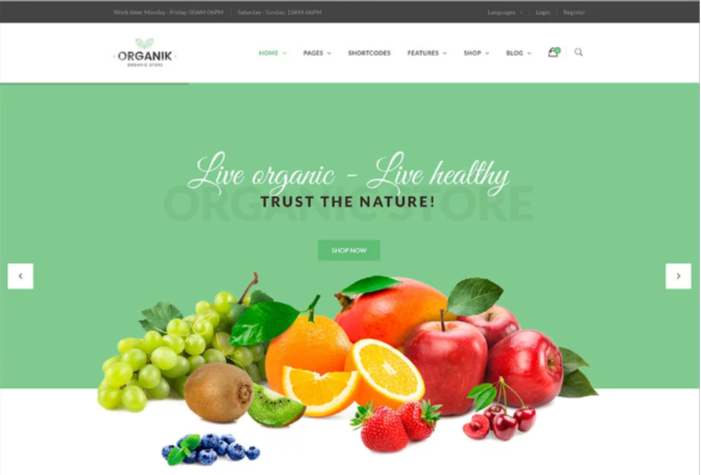 Work time: Monday - Friday: 08AM-06PM
Saturday - Sunday: 10AM-06PM
Languages
Login
Register
ORGANIK
ORGANIC STORE
HOME
PAGES
SHORTCODES
FEATURES
SHOP
BLOG
Live organic - Live healthy
ORGANIC STORE
TRUST THE NATURE!
SHOP NOW